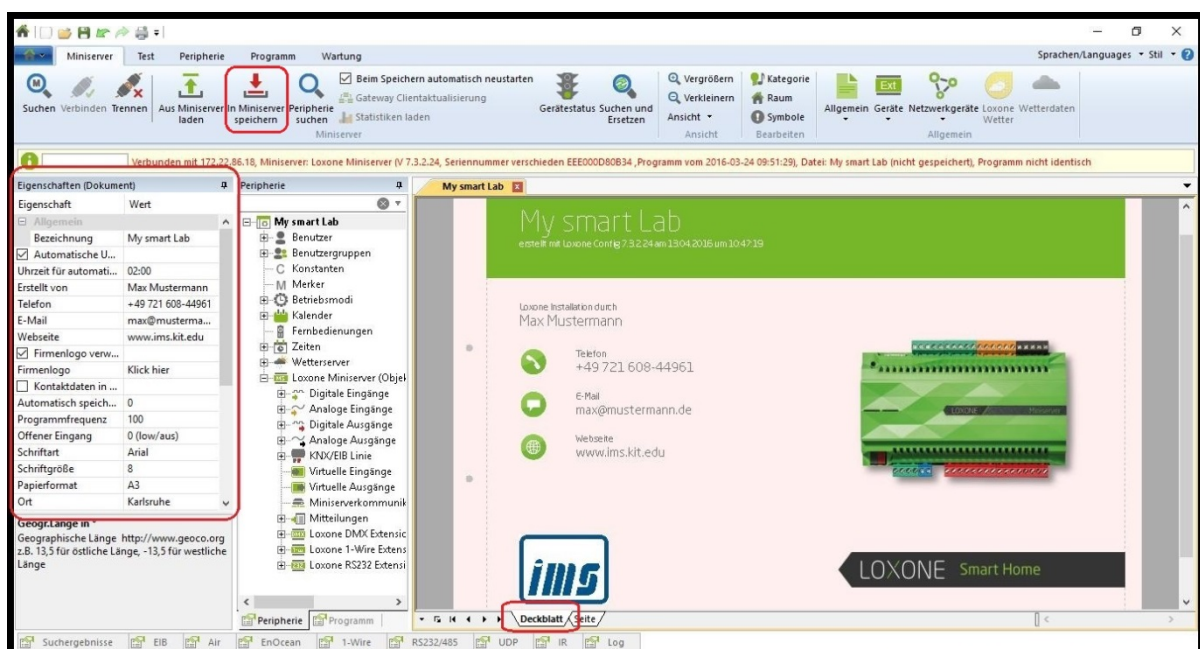 Miniserver Test Peripherie Programm Wartung Sprachen/Languages Stil
Suchen Verbinden Trennen Aus Miniserver laden In Miniserver speichern Peripherie suchen
Beim Speichern automatisch neustarten
Gateway Clientaktualisierung
Statistiken laden
Miniserver
Gerätestatus Suchen und Ersetzen
Vergrößern
Verkleinern
Ansicht
Ansicht
Kategorie
Raum
Symbole
Bearbeiten
Allgemein Geräte Netzwerkgeräte Loxone Wetter Wetterdaten
Allgemein
Verbunden mit 172.22.86.18, Miniserver: Loxone Miniserver (V 7.3.2.24, Seriennummer verschieden EEE000D80B34 ,Programm vom 2016-03-24 09:51:29), Datei: My smart Lab (nicht gespeichert), Programm nicht identisch
Eigenschaften (Dokument)
Eigenschaft Wert
Allgemein
Bezeichnung My smart Lab
Automatische U...
Uhrzeit für automati... 02:00
Erstellt von Max Mustermann
Telefon +49 721 608-44961
E-Mail max@musterma...
Webseite www.ims.kit.edu
Firmenlogo verw...
Firmenlogo Klick hier
Kontaktdaten in ...
Automatisch speich... 0
Programmfrequenz 100
Offener Eingang 0 (low/aus)
Schriftart Arial
Schriftgröße 8
Papierformat A3
Ort Karlsruhe
Geogr.Länge in °
Geographische Länge http://www.geoco.org
z.B. 13,5 für östliche Länge, -13,5 für westliche
Länge
Peripherie
My smart Lab
Benutzer
Benutzergruppen
Konstanten
Merker
Betriebsmodi
Kalender
Fernbedienungen
Zeiten
Wetterserver
Loxone Miniserver (Objek
Digitale Eingänge
Analoge Eingänge
Digitale Ausgänge
Analoge Ausgänge
KNX/EIB Linie
Virtuelle Eingänge
Virtuelle Ausgänge
Miniserverkommunik
Mitteilungen
Loxone DMX Extensic
Loxone 1-Wire Extens
Loxone RS232 Extensi
Peripherie Programm
My smart Lab
My smart Lab
erstellt mit Loxone Config 7.3.2.24 am 13.04.2016 um 10:47:19
Loxone Installation durch
Max Mustermann
Telefon
+49 721 608-44961
E-Mail
max@mustermann.de
Webseite
www.ims.kit.edu
LOXONE Miniserver
ims
LOXONE Smart Home
Deckblatt Seite
Suchergebnisse EIB Air EnOcean 1-Wire RS232/485 UDP IR Log